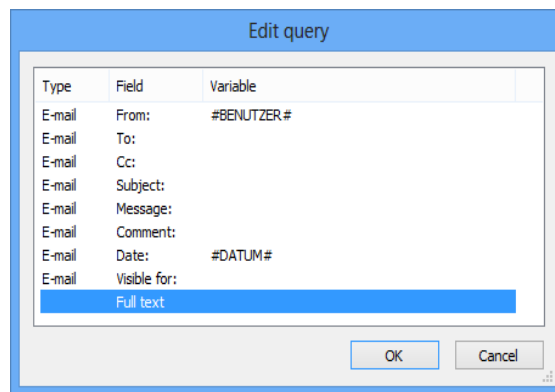 Edit query
Type Field Variable
E-mail From: #BENUTZER#
E-mail To:
E-mail Cc:
E-mail Subject:
E-mail Message:
E-mail Comment:
E-mail Date: #DATUM#
E-mail Visible for:
Full text
OK Cancel